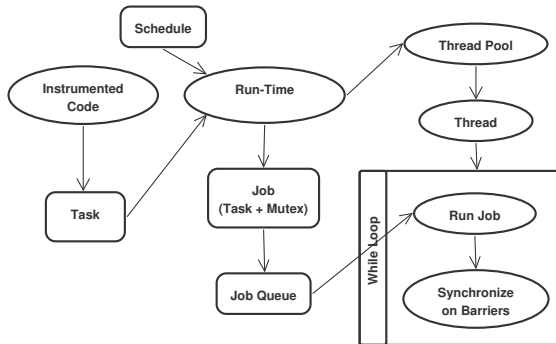 Schedule
Thread Pool
Instrumented
Code
Run-Time
Thread
Job
(Task + Mutex)
Task
Run Job
While Loop
Job Queue
Synchronize
on Barriers